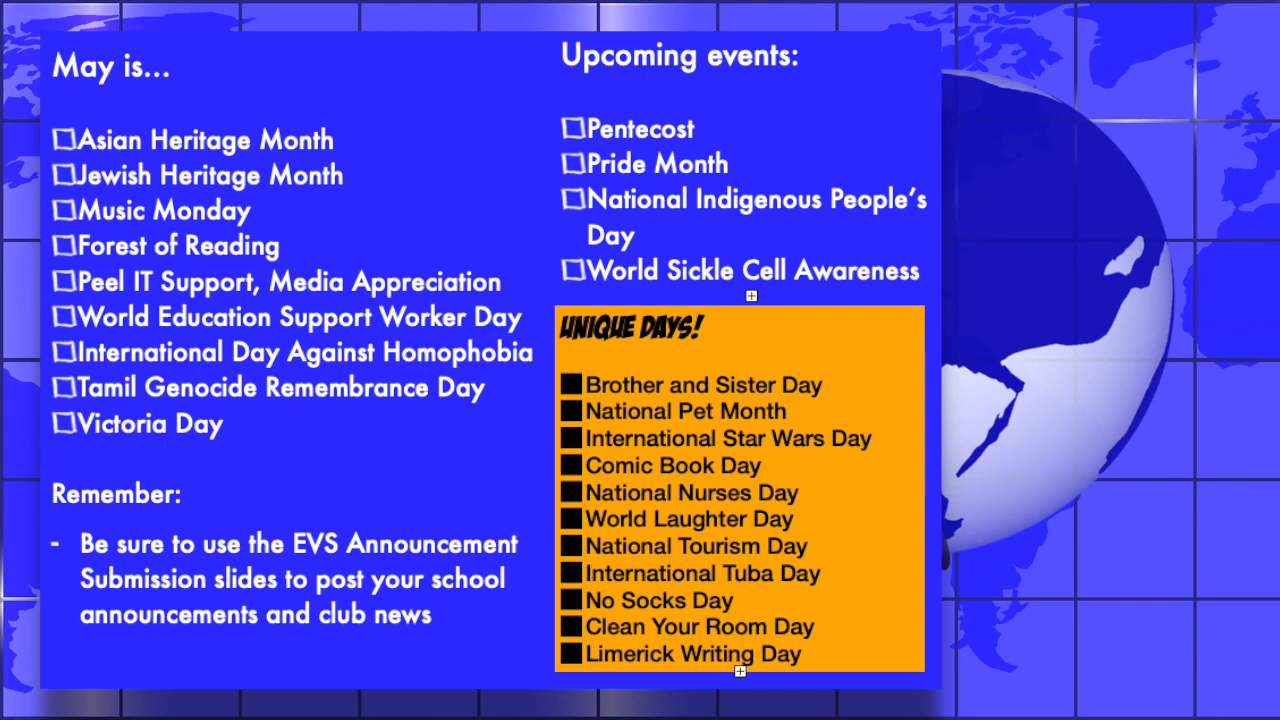 May is...
Asian Heritage Month
Jewish Heritage Month
Music Monday
Forest of Reading
Peel IT Support, Media Appreciation
World Education Support Worker Day
International Day Against Homophobia
Tamil Genocide Remembrance Day
Victoria Day
Remember:
- Be sure to use the EVS Announcement
Submission slides to post your school
announcements and club news
Upcoming events:
Pentecost
Pride Month
National Indigenous People’s
Day
World Sickle Cell Awareness
UNIQUE DAYS!
Brother and Sister Day
National Pet Month
International Star Wars Day
Comic Book Day
National Nurses Day
World Laughter Day
National Tourism Day
International Tuba Day
No Socks Day
Clean Your Room Day
Limerick Writing Day